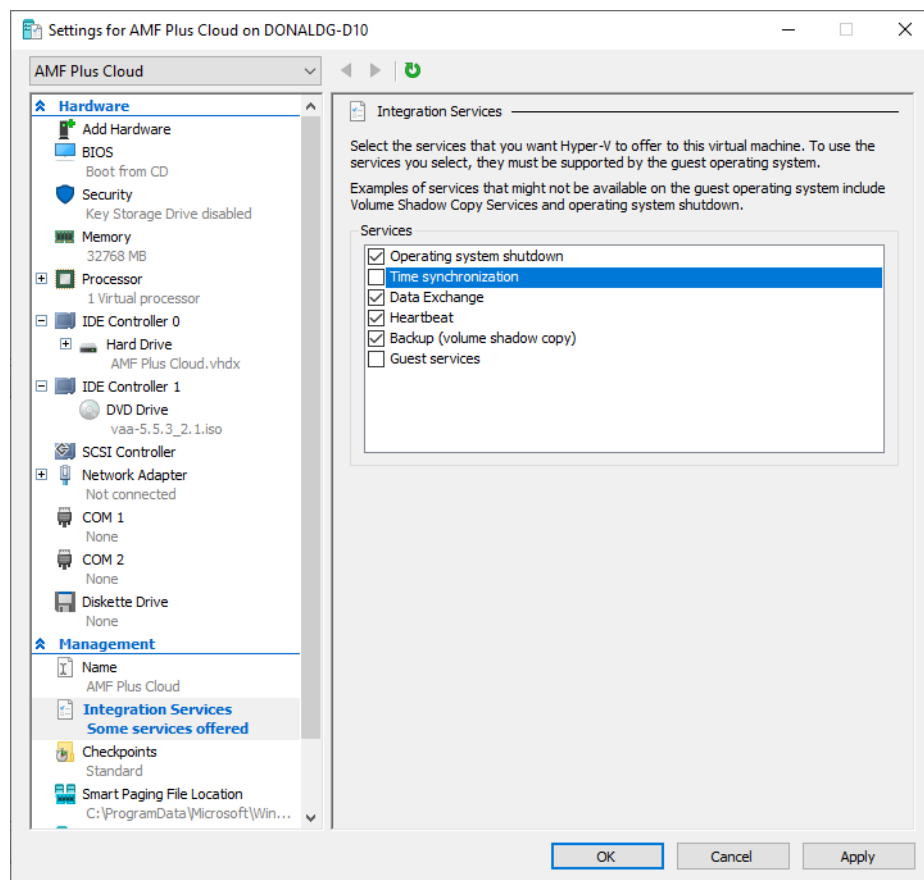 Settings for AMF Plus Cloud on DONALDG-D10
AMF Plus Cloud
Hardware
Add Hardware
BIOS
Boot from CD
Security
Key Storage Drive disabled
Memory
32768 MB
Processor
1 Virtual processor
IDE Controller 0
Hard Drive
AMF Plus Cloud.vhdx
IDE Controller 1
DVD Drive
vaa-5.5.3_2.1.iso
SCSI Controller
Network Adapter
Not connected
COM 1
None
COM 2
None
Diskette Drive
None
Management
Name
AMF Plus Cloud
Integration Services
Some services offered
Checkpoints
Standard
Smart Paging File Location
C:\ProgramData\Microsoft\Win...
Integration Services
Select the services that you want Hyper-V to offer to this virtual machine. To use the
services you select, they must be supported by the guest operating system.
Examples of services that might not be available on the guest operating system include
Volume Shadow Copy Services and operating system shutdown.
Services
Operating system shutdown
Time synchronization
Data Exchange
Heartbeat
Backup (volume shadow copy)
Guest services
OK
Cancel
Apply